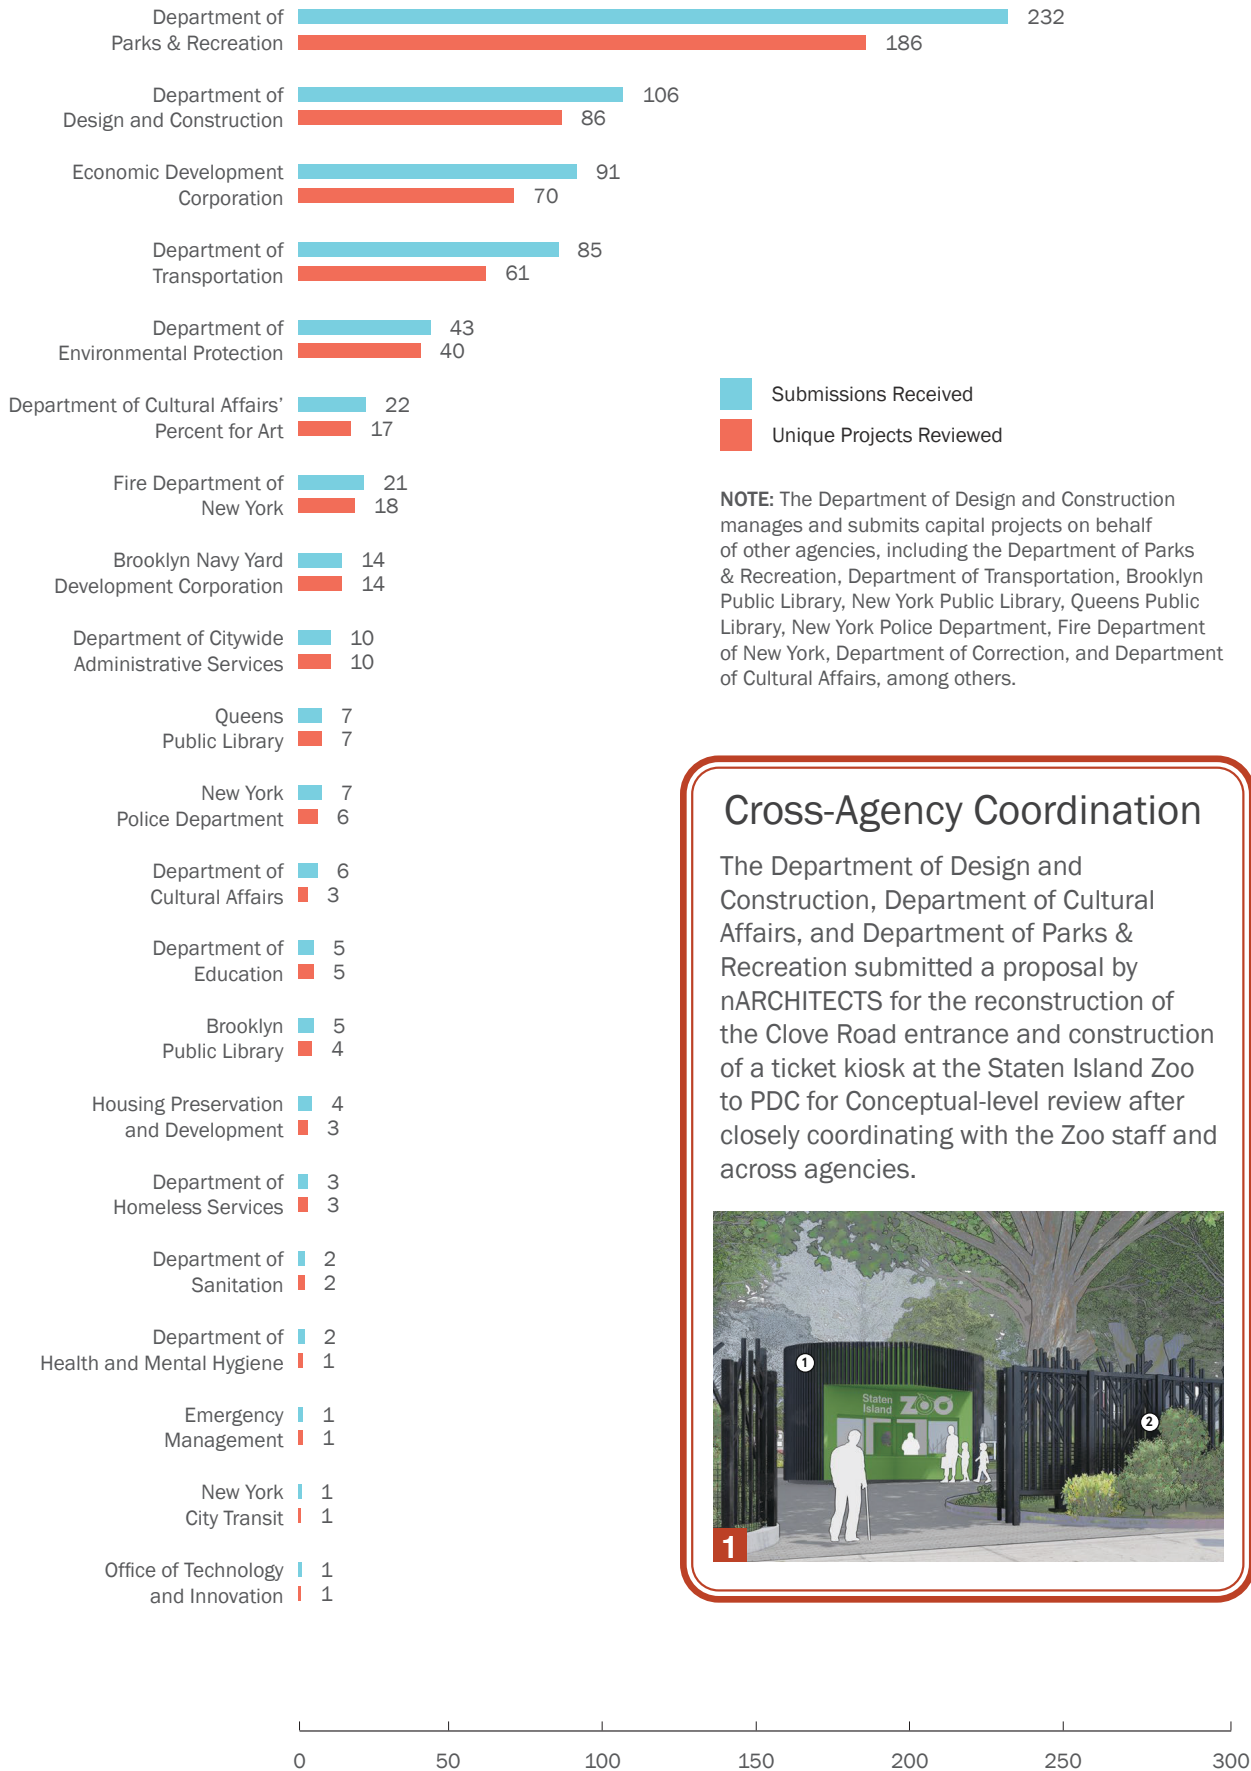 Department of
Parks & Recreation
232
186
Department of
Design and Construction
106
86
Economic Development
Corporation
91
70
Department of
Transportation
85
61
Department of
Environmental Protection
43
40
Department of Cultural Affairs’
Percent for Art
22
17
Fire Department of
New York
21
18
Brooklyn Navy Yard
Development Corporation
14
14
Department of Citywide
Administrative Services
10
10
Queens
Public Library
7
7
New York
Police Department
7
6
Department of
Cultural Affairs
6
3
Department of
Education
5
5
Brooklyn
Public Library
5
4
Housing Preservation
and Development
4
3
Department of
Homeless Services
3
3
Department of
Sanitation
2
2
Department of
Health and Mental Hygiene
2
1
Emergency
Management
1
1
New York
City Transit
1
1
Office of Technology
and Innovation
1
1
0 50 100 150 200 250 300
Submissions Received
Unique Projects Reviewed
NOTE: The Department of Design and Construction
manages and submits capital projects on behalf
of other agencies, including the Department of Parks
& Recreation, Department of Transportation, Brooklyn
Public Library, New York Public Library, Queens Public
Library, New York Police Department, Fire Department
of New York, Department of Correction, and Department
of Cultural Affairs, among others.
Cross-Agency Coordination
The Department of Design and
Construction, Department of Cultural
Affairs, and Department of Parks &
Recreation submitted a proposal by
nARCHITECTS for the reconstruction of
the Clove Road entrance and construction
of a ticket kiosk at the Staten Island Zoo
to PDC for Conceptual-level review after
closely coordinating with the Zoo staff and
across agencies.
1
Staten
Island
ZOO
2
1